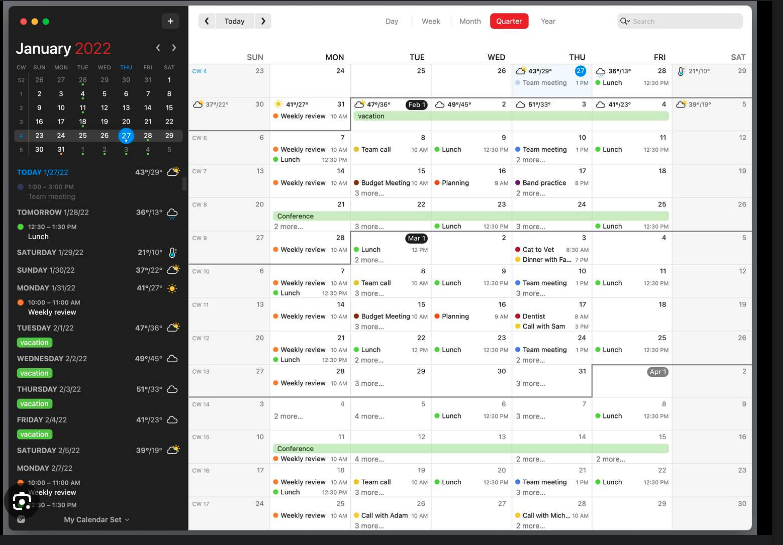 January 2022
CW SUN MON TUE WED THU FRI SAT
52 26 27 28 29 30 31 1
1 2 3 4 5 6 7 8
2 9 10 11 12 13 14 15
3 16 17 18 19 20 21 22
4 23 24 25 26 27 28 29
5 30 31 1 2 3 4 5
TODAY 1/27/22 43°/29°
1:00 – 3:00 PM
Team meeting
TOMORROW 1/28/22 36°/13°
12:30 – 1:30 PM
Lunch
SATURDAY 1/29/22 21°/10°
SUNDAY 1/30/22 37°/22°
MONDAY 1/31/22 41°/27°
10:00 – 11:00 AM
Weekly review
TUESDAY 2/1/22 47°/36°
vacation
WEDNESDAY 2/2/22 49°/45°
vacation
THURSDAY 2/3/22 51°/33°
vacation
FRIDAY 2/4/22 41°/23°
vacation
SATURDAY 2/5/22 39°/19°
MONDAY 2/7/22
10:00 – 11:00 AM
Weekly review
– 1:30 PM
My Calendar Set
Today
Day Week Month Quarter Year
Search
SUN MON TUE WED THU FRI SAT
CW 4 23 24 25 26 43°/29° 27 36°/13° 28 21°/10° 29
Team meeting 1 PM Lunch 12:30 PM
37°/22° 30 41°/27° 31 47°/36° Feb 1 49°/45° 2 51°/33° 3 41°/23° 4 39°/19° 5
Weekly review 10 AM vacation
CW 6 6 7 8 9 10 11 12
Weekly review 10 AM Team call 10 AM Lunch 12:30 PM Team meeting 1 PM Lunch 12:30 PM
Lunch 12:30 PM 2 more...
CW 7 13 14 15 16 17 18 19
Weekly review 10 AM Budget Meeting 10 AM Planning 9 AM Band practice 5 PM
3 more... 2 more...
CW 8 20 21 22 23 24 25 26
Conference
2 more... 3 more... Lunch 12:30 PM 3 more... Lunch 12:30 PM
CW 9 27 28 Mar 1 2 3 4 5
Weekly review 10 AM Lunch 12 PM Cat to Vet 8:30 AM
2 more... Dinner with Fa... 7 PM
CW 10 6 7 8 9 10 11 12
Weekly review 10 AM Team call 10 AM Lunch 12:30 PM Team meeting 1 PM Lunch 12:30 PM
Lunch 12:30 PM 3 more... 3 more...
CW 11 13 14 15 16 17 18 19
Weekly review 10 AM Budget Meeting 10 AM Planning 9 AM Dentist 8 AM
3 more... Call with Sam 3 PM
CW 12 20 21 22 23 24 25 26
Weekly review 10 AM Lunch 12 PM Lunch 12:30 PM Team meeting 1 PM Lunch 12:30 PM
Lunch 12:30 PM 2 more... 2 more...
CW 13 27 28 29 30 31 Apr 1 2
Weekly review 10 AM 3 more... 3 more...
CW 14 3 4 5 6 7 8 9
2 more... 4 more... Lunch 12:30 PM 3 more... Lunch 12:30 PM
CW 15 10 11 12 13 14 15 16
Conference
Weekly review 10 AM 4 more... 2 more... 2 more...
CW 16 17 18 19 20 21 22 23
Weekly review 10 AM Team call 10 AM Lunch 12:30 PM Team meeting 1 PM Lunch 12:30 PM
Lunch 12:30 PM 3 more... 3 more...
CW 17 24 25 26 27 28 29 30
Weekly review 10 AM Call with Adam 10 AM Call with Mich... 10 AM
3 more... 2 more...